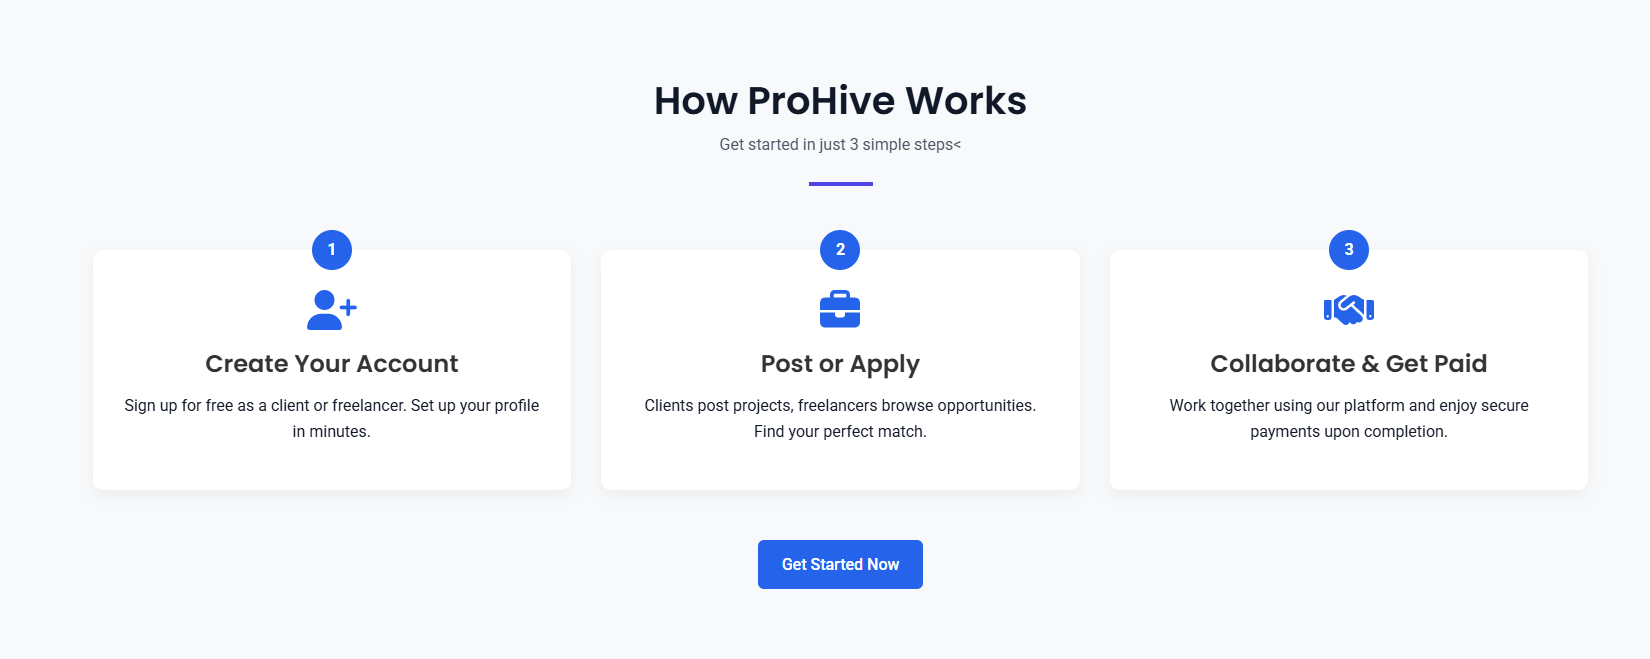 How ProHive Works
Get started in just 3 simple steps<
1
Create Your Account
Sign up for free as a client or freelancer. Set up your profile
in minutes.
2
Post or Apply
Clients post projects, freelancers browse opportunities.
Find your perfect match.
3
Collaborate & Get Paid
Work together using our platform and enjoy secure
payments upon completion.
Get Started Now